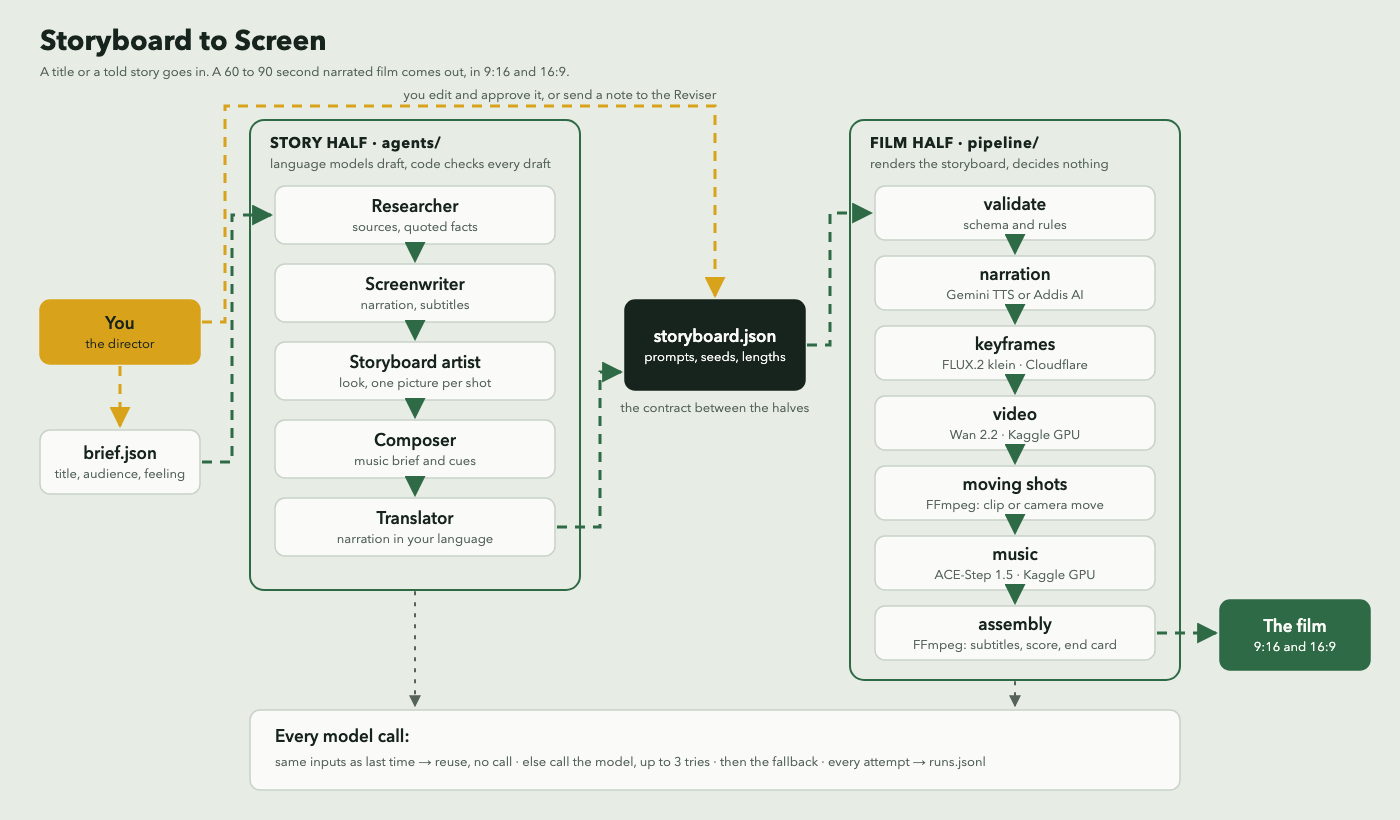 Storyboard to Screen
A title or a told story goes in. A 60 to 90 second narrated film comes out, in 9:16 and 16:9.
you edit and approve it, or send a note to the Reviser
You
the director
brief.json
title, audience, feeling
STORY HALF · agents/
language models draft, code checks every draft
Researcher
sources, quoted facts
Screenwriter
narration, subtitles
Storyboard artist
look, one picture per shot
Composer
music brief and cues
Translator
narration in your language
storyboard.json
prompts, seeds, lengths
the contract between the halves
FILM HALF · pipeline/
renders the storyboard, decides nothing
validate
schema and rules
narration
Gemini TTS or Addis AI
keyframes
FLUX.2 klein · Cloudflare
video
Wan 2.2 · Kaggle GPU
moving shots
FFmpeg: clip or camera move
music
ACE-Step 1.5 · Kaggle GPU
assembly
FFmpeg: subtitles, score, end card
The film
9:16 and 16:9
Every model call:
same inputs as last time → reuse, no call · else call the model, up to 3 tries · then the fallback · every attempt → runs.jsonl